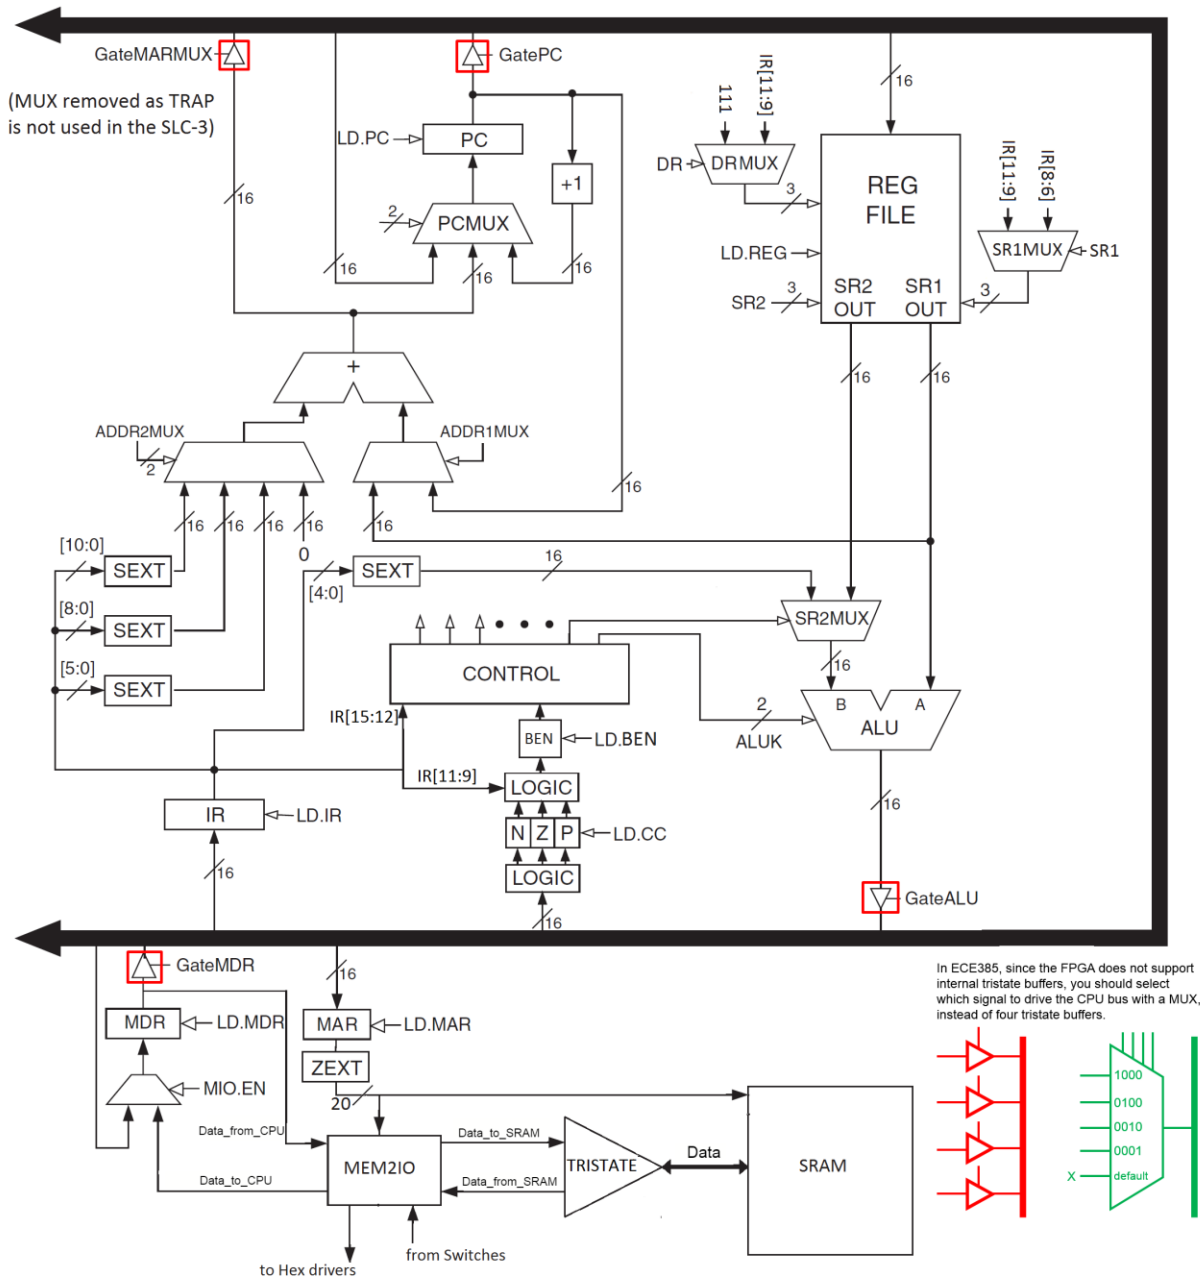 GateMARMUX
GatePC
(MUX removed as TRAP
is not used in the SLC-3)
16
111
IR[11:9]
LD.PC
PC
+1
DR
DRMUX
3
REG
FILE
IR[11:9]
IR[8:6]
16
2
PCMUX
LD.REG
SR1MUX
SR1
16
16
16
SR2
3
SR2
OUT
SR1
OUT
3
+
16
16
ADDR2MUX
2
ADDR1MUX
16
16
16
16
16
16
0
[10:0]
SEXT
[4:0]
SEXT
16
[8:0]
SEXT
SR2MUX
[5:0]
SEXT
CONTROL
16
B
A
ALU
IR[15:12]
2
ALUK
BEN
LD.BEN
IR[11:9]
LOGIC
IR
LD.IR
16
N
Z
P
LD.CC
LOGIC
16
16
GateALU
GateMDR
16
MDR
LD.MDR
MAR
LD.MAR
ZEXT
MIO.EN
20
Data_from_CPU
Data_to_SRAM
MEM2IO
TRISTATE
Data
SRAM
Data_to_CPU
Data_from_SRAM
from Switches
to Hex drivers
In ECE385, since the FPGA does not support
internal tristate buffers, you should select
which signal to drive the CPU bus with a MUX,
instead of four tristate buffers.
1000
0100
0010
0001
X
default